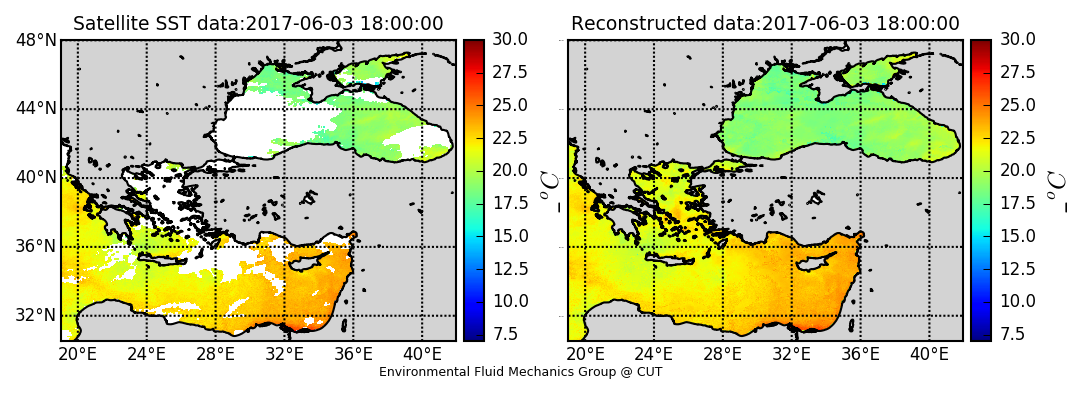 Satellite SST data:2017-06-03 18:00:00
Reconstructed data:2017-06-03 18:00:00
48°N
44°N
40°N
36°N
32°N
20°E 24°E 28°E 32°E 36°E 40°E
30.0
27.5
25.0
22.5
20.0
17.5
15.0
12.5
10.0
7.5
_ °C
20°E 24°E 28°E 32°E 36°E 40°E
30.0
27.5
25.0
22.5
20.0
17.5
15.0
12.5
10.0
7.5
_ °C
Environmental Fluid Mechanics Group @ CUT